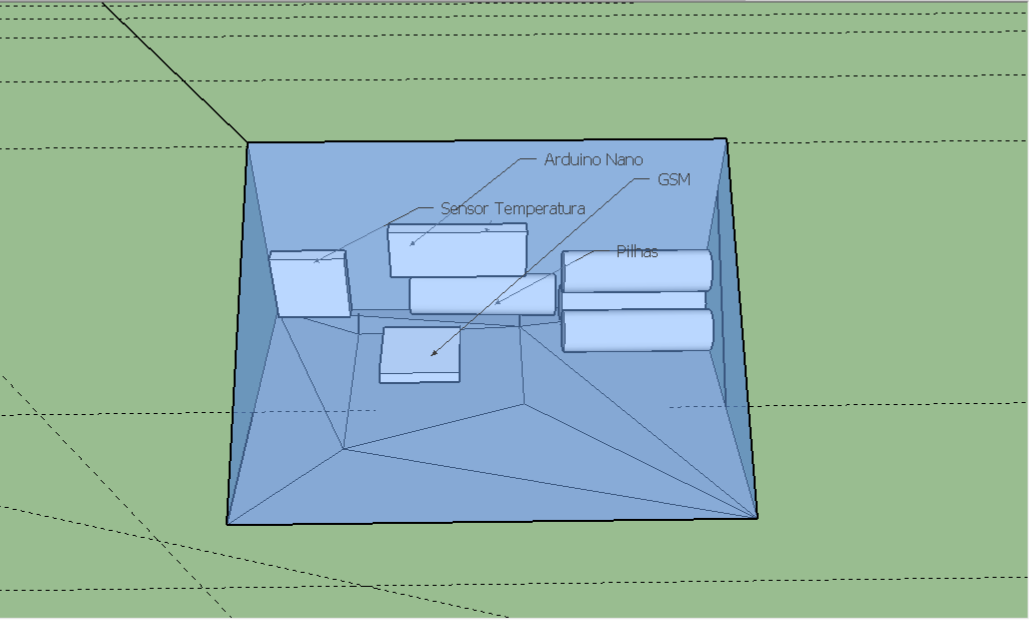 Arduino Nano
GSM
Sensor Temperatura
Pilhas